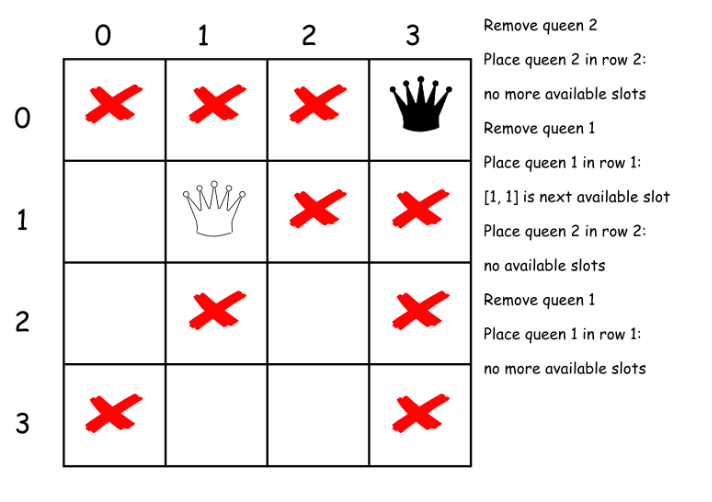 0 1 2 3
Remove queen 2
Place queen 2 in row 2:
0
no more available slots
Remove queen 1
Place queen 1 in row 1:
1
[1, 1] is next available slot
Place queen 2 in row 2:
no available slots
Remove queen 1
2
Place queen 1 in row 1:
no more available slots
3